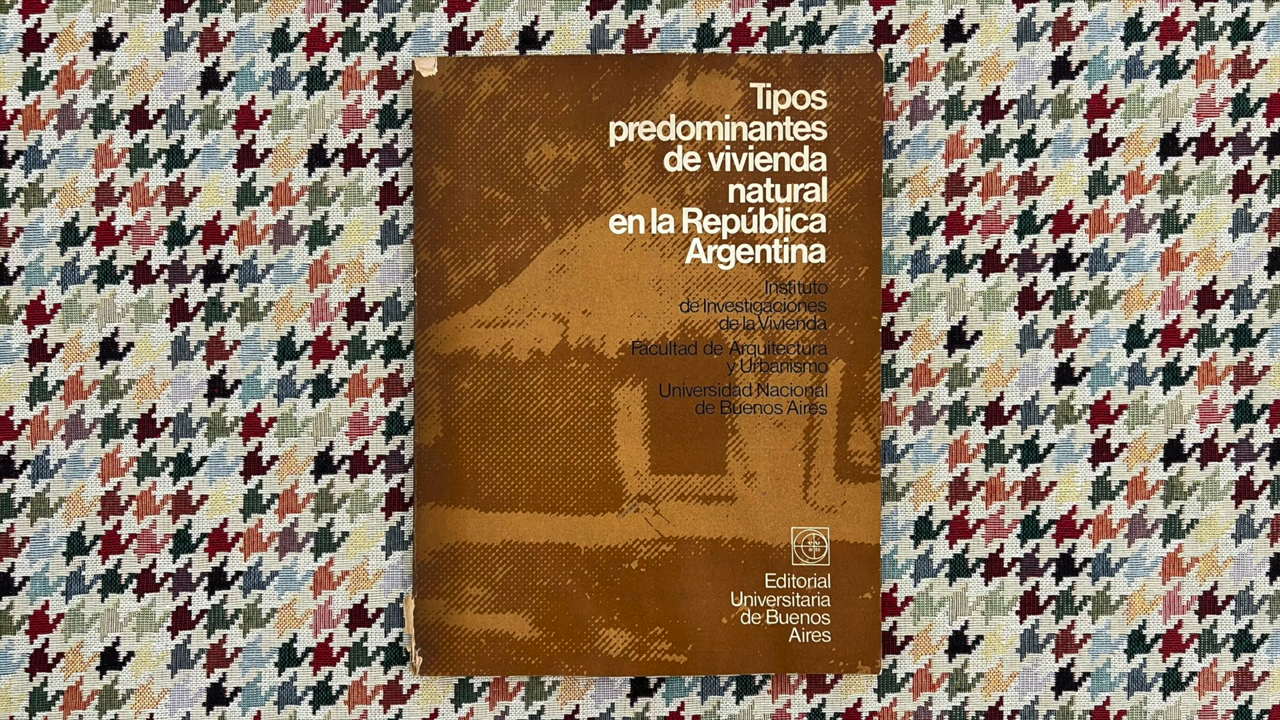 Tipos
predominantes
de vivienda
natural
en la República
Argentina
Instituto
de Investigaciones
de la Vivienda
Facultad de Arquitectura
y Urbanismo
Universidad Nacional
de Buenos Aires
Editorial
Universitaria
de Buenos
Aires